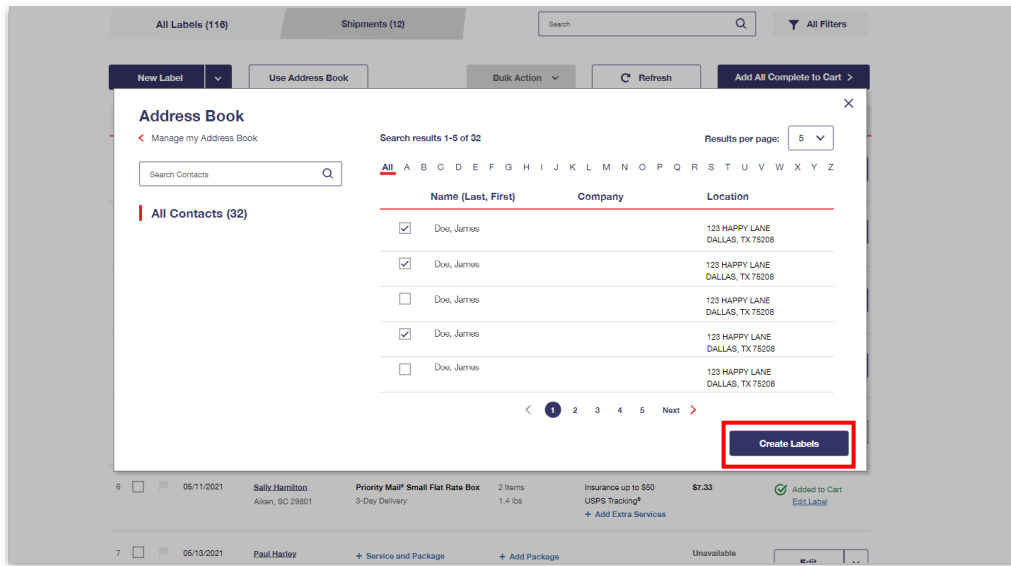 All Labels (116)
Shipments (12)
Search
All Filters
New Label
Use Address Book
Bulk Action
Refresh
Add All Complete to Cart >
Address Book
Manage my Address Book
Search results 1-5 of 32
Results per page:
5
Search Contacts
All A B C D E F G H I J K L M N O P Q R S T U V W X Y Z
All Contacts (32)
Name (Last, First) Company Location
Doe, James 123 HAPPY LANE
DALLAS, TX 75208
Doe, James 123 HAPPY LANE
DALLAS, TX 75208
Doe, James 123 HAPPY LANE
DALLAS, TX 75208
Doe, James 123 HAPPY LANE
DALLAS, TX 75208
Doe, James 123 HAPPY LANE
DALLAS, TX 75208
< 1 2 3 4 5 Next >
Create Labels
6 05/11/2021 Sally Hamilton Priority Mail® Small Flat Rate Box 2 Items Insurance up to $50 $7.33 Added to Cart
Aiken, SC 29801 3-Day Delivery 1.4 lbs USPS Tracking® Edit Label
+ Add Extra Services
7 05/13/2021 Paul Harley + Service and Package + Add Package Unavailable Edit